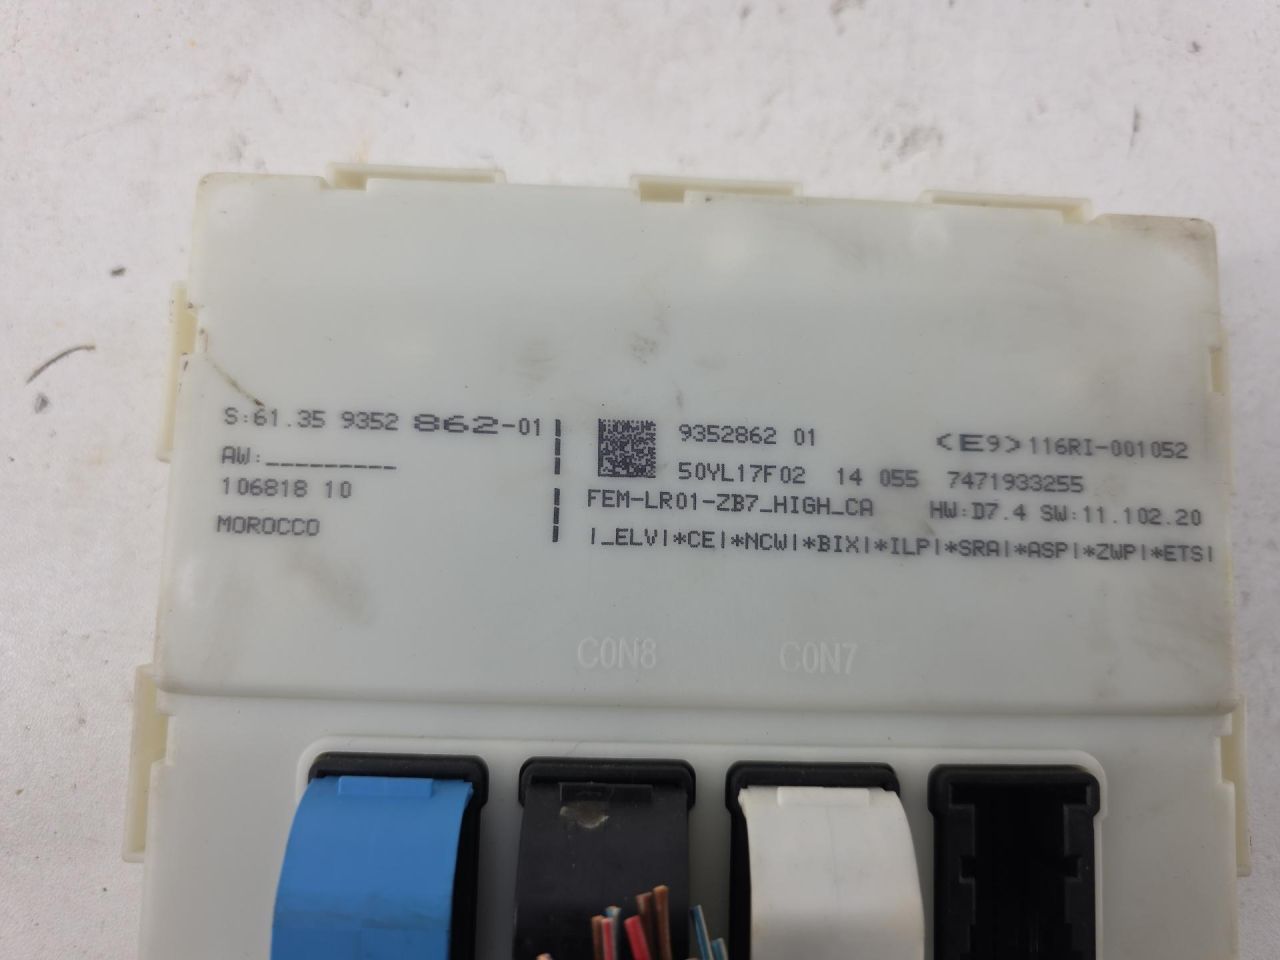 S:61.35 9352 862-01
AW:_________
106818 10
MOROCCO
9352862 01
<E9>116RI-001052
50YL17F02 14 055 7471933255
FEM-LR01-ZB7_HIGH_CA HW:D7.4 SW:11.102.20
|_ELV|*CE|*NCW|*BIX|*ILP|*SRA|*ASP|*ZWP|*ETS|
CON8 CON7